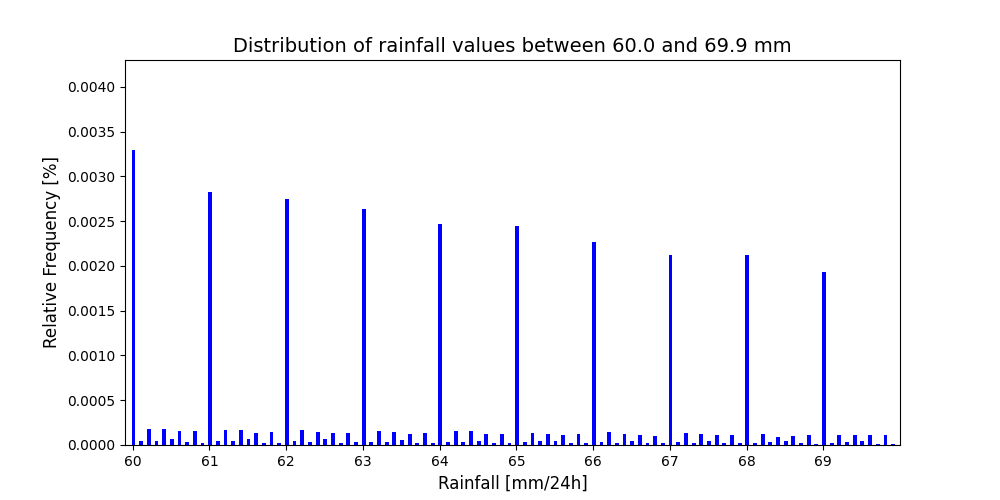 Distribution of rainfall values between 60.0 and 69.9 mm
0.0040
0.0035
0.0030
0.0025
0.0020
0.0015
0.0010
0.0005
0.0000
Relative Frequency [%]
60 61 62 63 64 65 66 67 68 69
Rainfall [mm/24h]